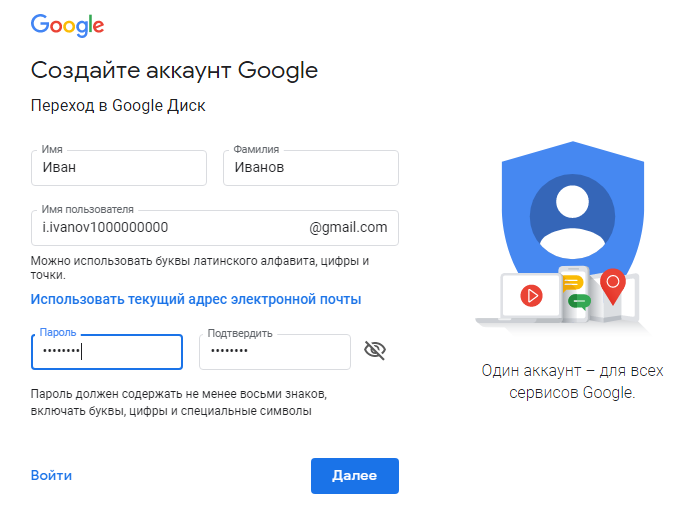 Google
Создайте аккаунт Google
Переход в Google Диск
Имя
Фамилия
Иван
Иванов
Имя пользователя
i.ivanov1000000000
@gmail.com
Можно использовать буквы латинского алфавита, цифры и
точки.
Использовать текущий адрес электронной почты
Пароль
Подтвердить
••••••••
••••••••
Пароль должен содержать не менее восьми знаков,
включать буквы, цифры и специальные символы
Войти
Далее
Один аккаунт – для всех
сервисов Google.